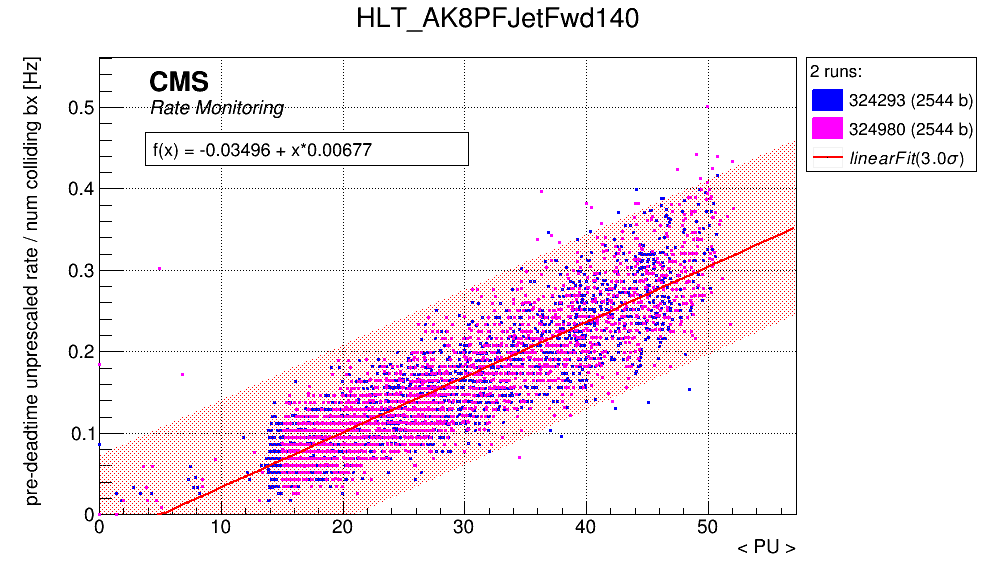 HLT_AK8PFJetFwd140
pre-deadtime unprescaled rate / num colliding bx [Hz]
CMS
Rate Monitoring
f(x) = -0.03496 + x*0.00677
0.5
0.4
0.3
0.2
0.1
0
0
10
20
30
40
50
< PU >
2 runs:
324293 (2544 b)
324980 (2544 b)
linearFit(3.0σ)